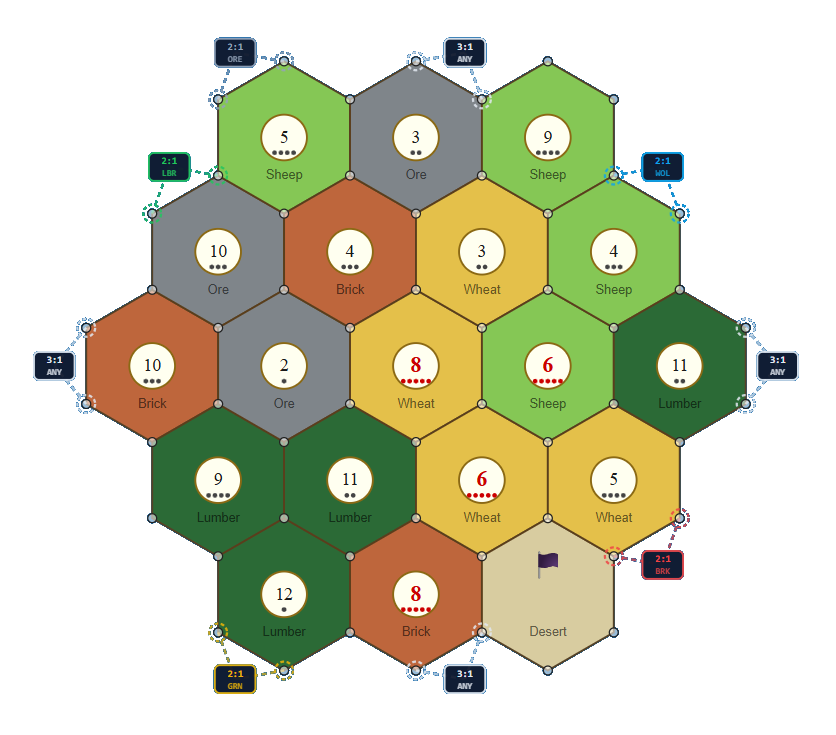 2:1
ORE
3:1
ANY
5
Sheep
3
Ore
9
Sheep
2:1
LBR
2:1
WOL
10
Ore
4
Brick
3
Wheat
4
Sheep
3:1
ANY
10
Brick
2
Ore
8
Wheat
6
Sheep
11
Lumber
3:1
ANY
9
Lumber
11
Lumber
6
Wheat
5
Wheat
2:1
BRK
12
Lumber
8
Brick
Desert
2:1
GRN
3:1
ANY